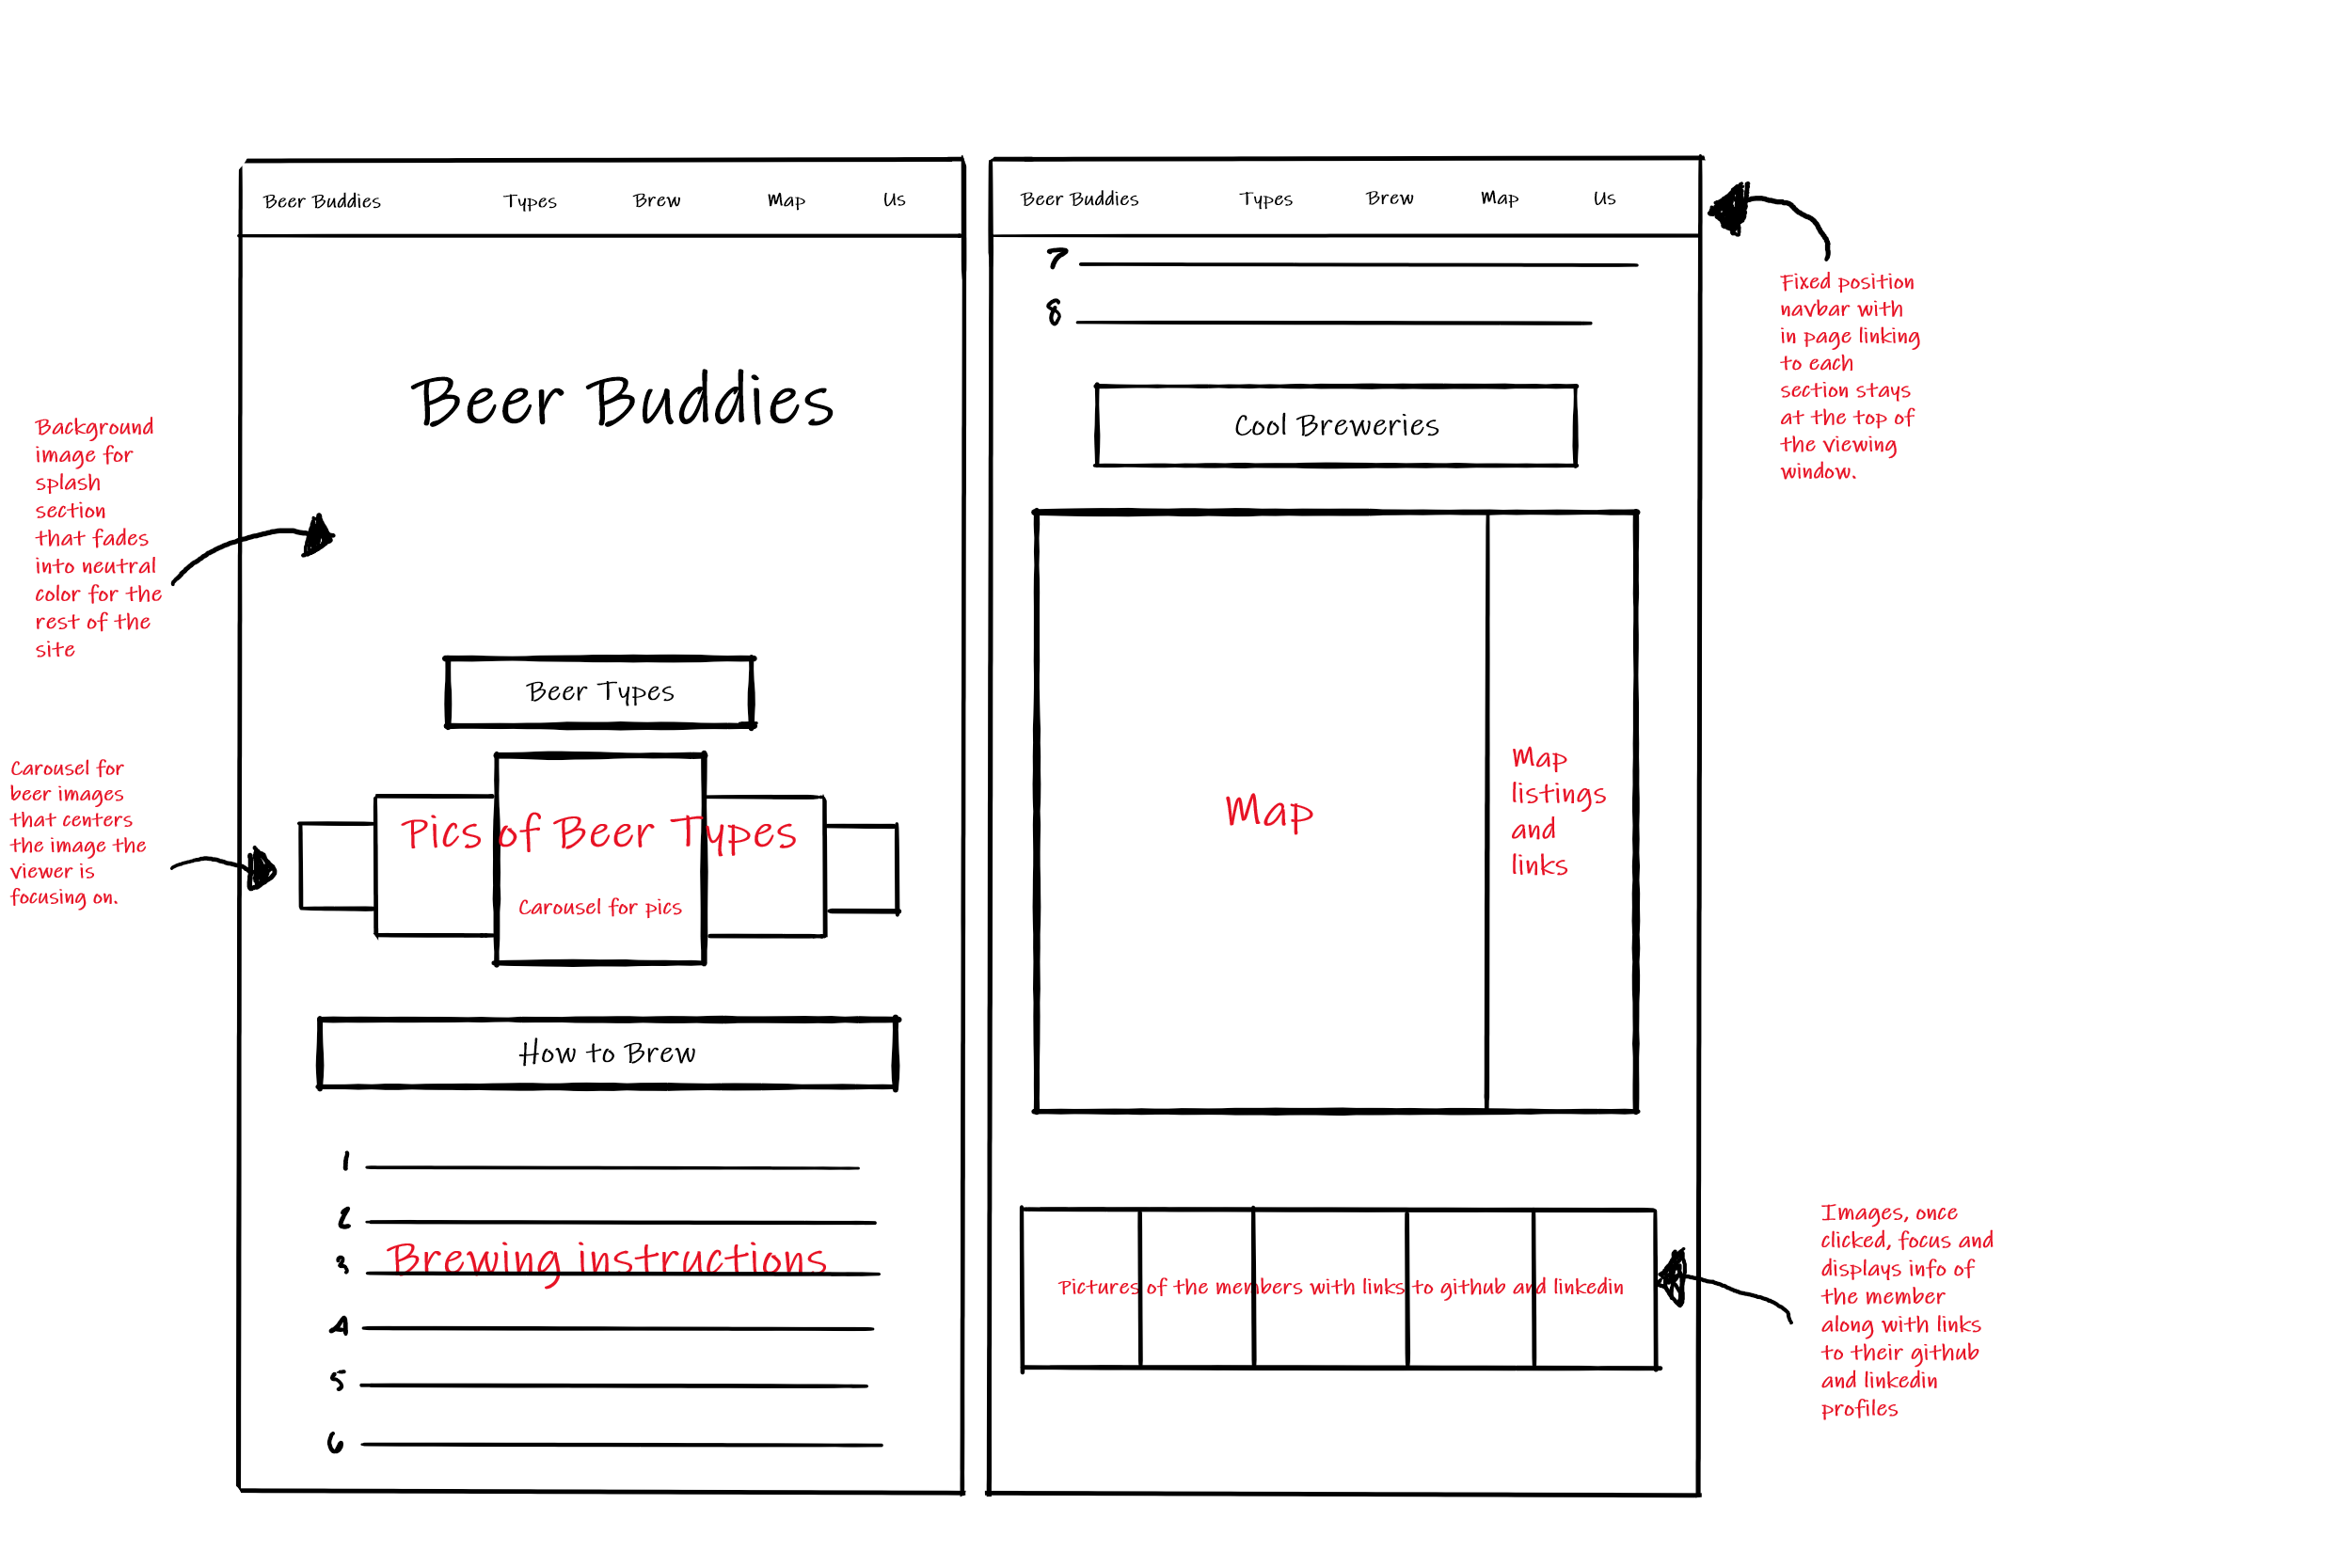 Beer Buddies Types Brew Map Us
Beer Buddies
Background
image for
splash
section
that fades
into neutral
color for the
rest of the
site
Beer Types
Carousel for
beer images
that centers
the image the
viewer is
focusing on.
Pics of Beer Types
Carousel for pics
How to Brew
1
2
3 Brewing instructions
4
5
6
Beer Buddies Types Brew Map Us
7
8
Fixed position
navbar with
in page linking
to each
section stays
at the top of
the viewing
window.
Cool Breweries
Map
Map
listings
and
links
Pictures of the members with links to github and linkedin
Images, once
clicked, focus and
displays info of
the member
along with links
to their github
and linkedin
profiles